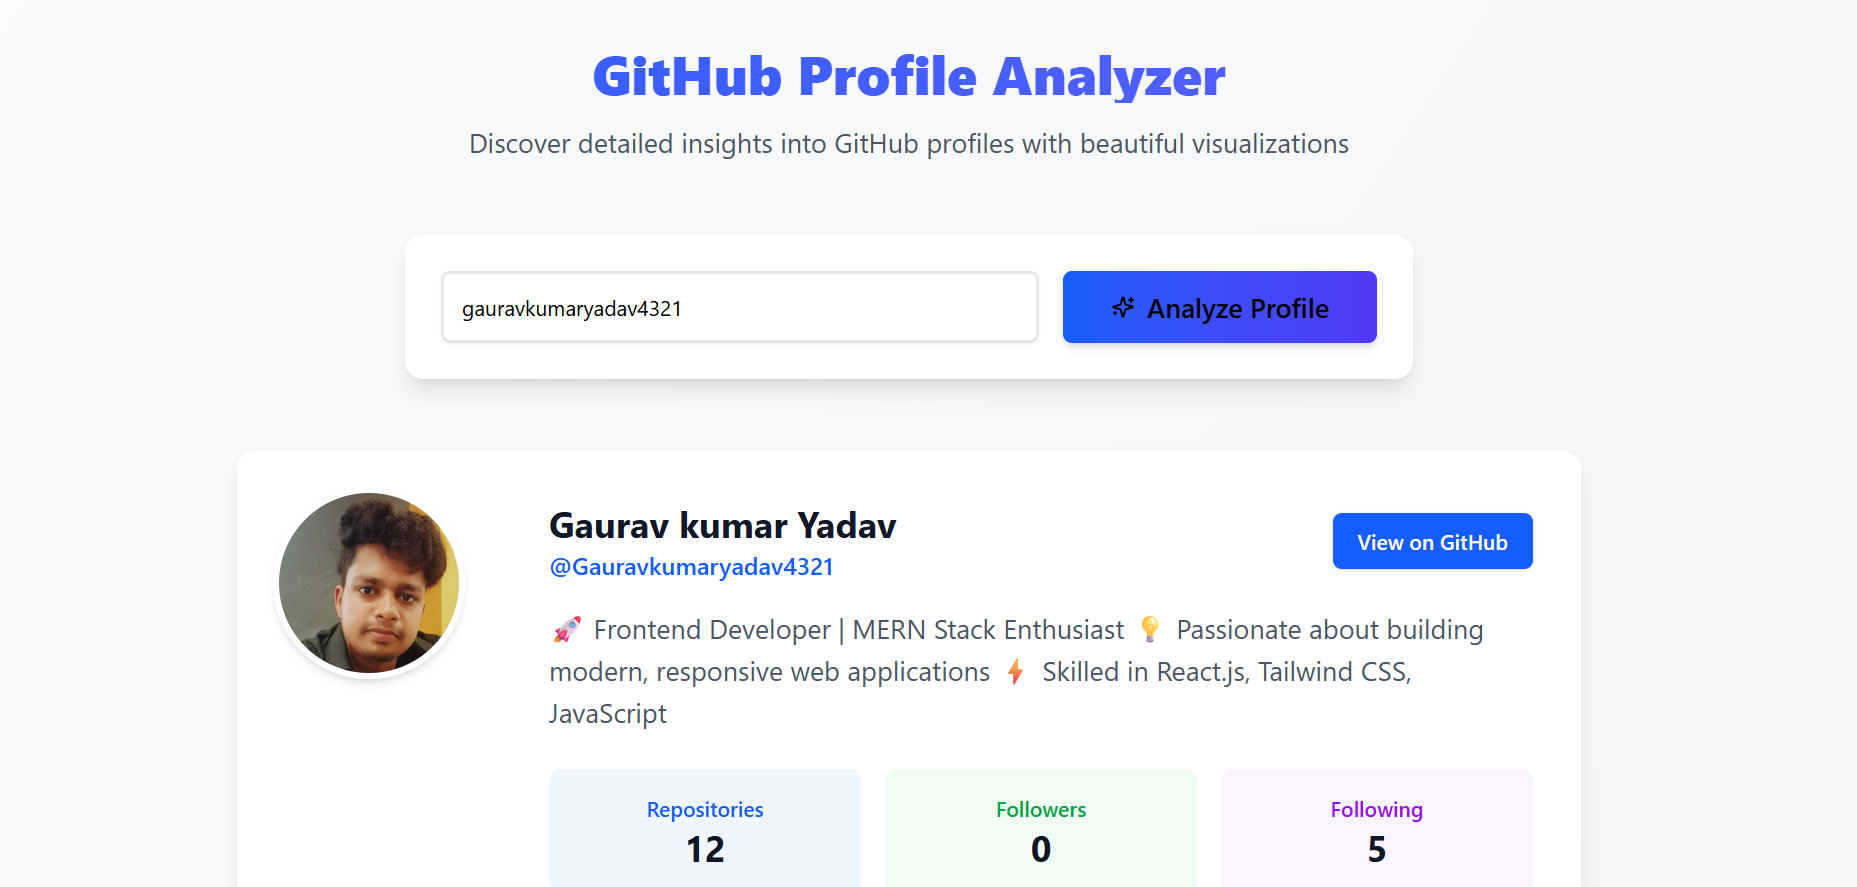 GitHub Profile Analyzer
Discover detailed insights into GitHub profiles with beautiful visualizations
gauravkumaryadav4321
Analyze Profile
Gaurav kumar Yadav
@Gauravkumaryadav4321
View on GitHub
🚀 Frontend Developer | MERN Stack Enthusiast 💡 Passionate about building
modern, responsive web applications ⚡ Skilled in React.js, Tailwind CSS,
JavaScript
Repositories
12
Followers
0
Following
5